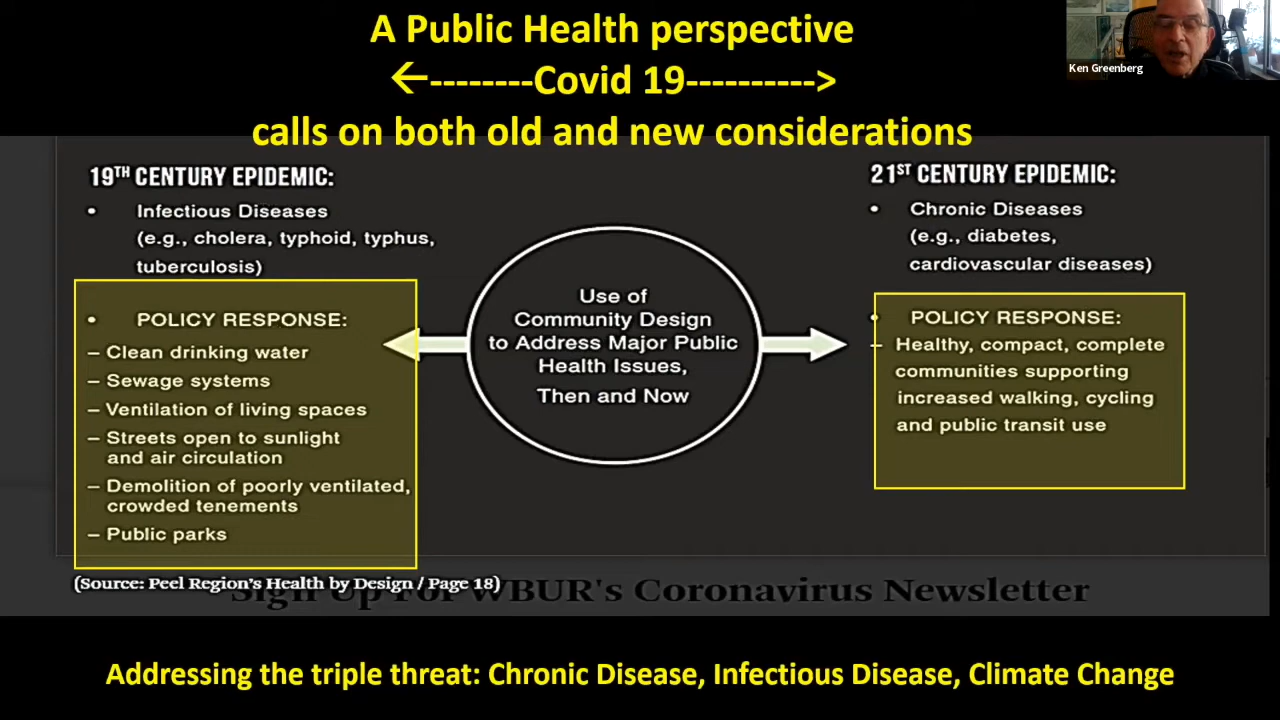 A Public Health perspective
←--------Covid 19---------->
calls on both old and new considerations
Ken Greenberg
19TH CENTURY EPIDEMIC:
• Infectious Diseases
(e.g., cholera, typhoid, typhus,
tuberculosis)
• POLICY RESPONSE:
– Clean drinking water
– Sewage systems
– Ventilation of living spaces
– Streets open to sunlight
and air circulation
– Demolition of poorly ventilated,
crowded tenements
– Public parks
Use of
Community Design
to Address Major Public
Health Issues,
Then and Now
21ST CENTURY EPIDEMIC:
• Chronic Diseases
(e.g., diabetes,
cardiovascular diseases)
• POLICY RESPONSE:
– Healthy, compact, complete
communities supporting
increased walking, cycling
and public transit use
(Source: Peel Region's Health by Design / Page 18)
Sign Up For WBUR's Coronavirus Newsletter
Addressing the triple threat: Chronic Disease, Infectious Disease, Climate Change